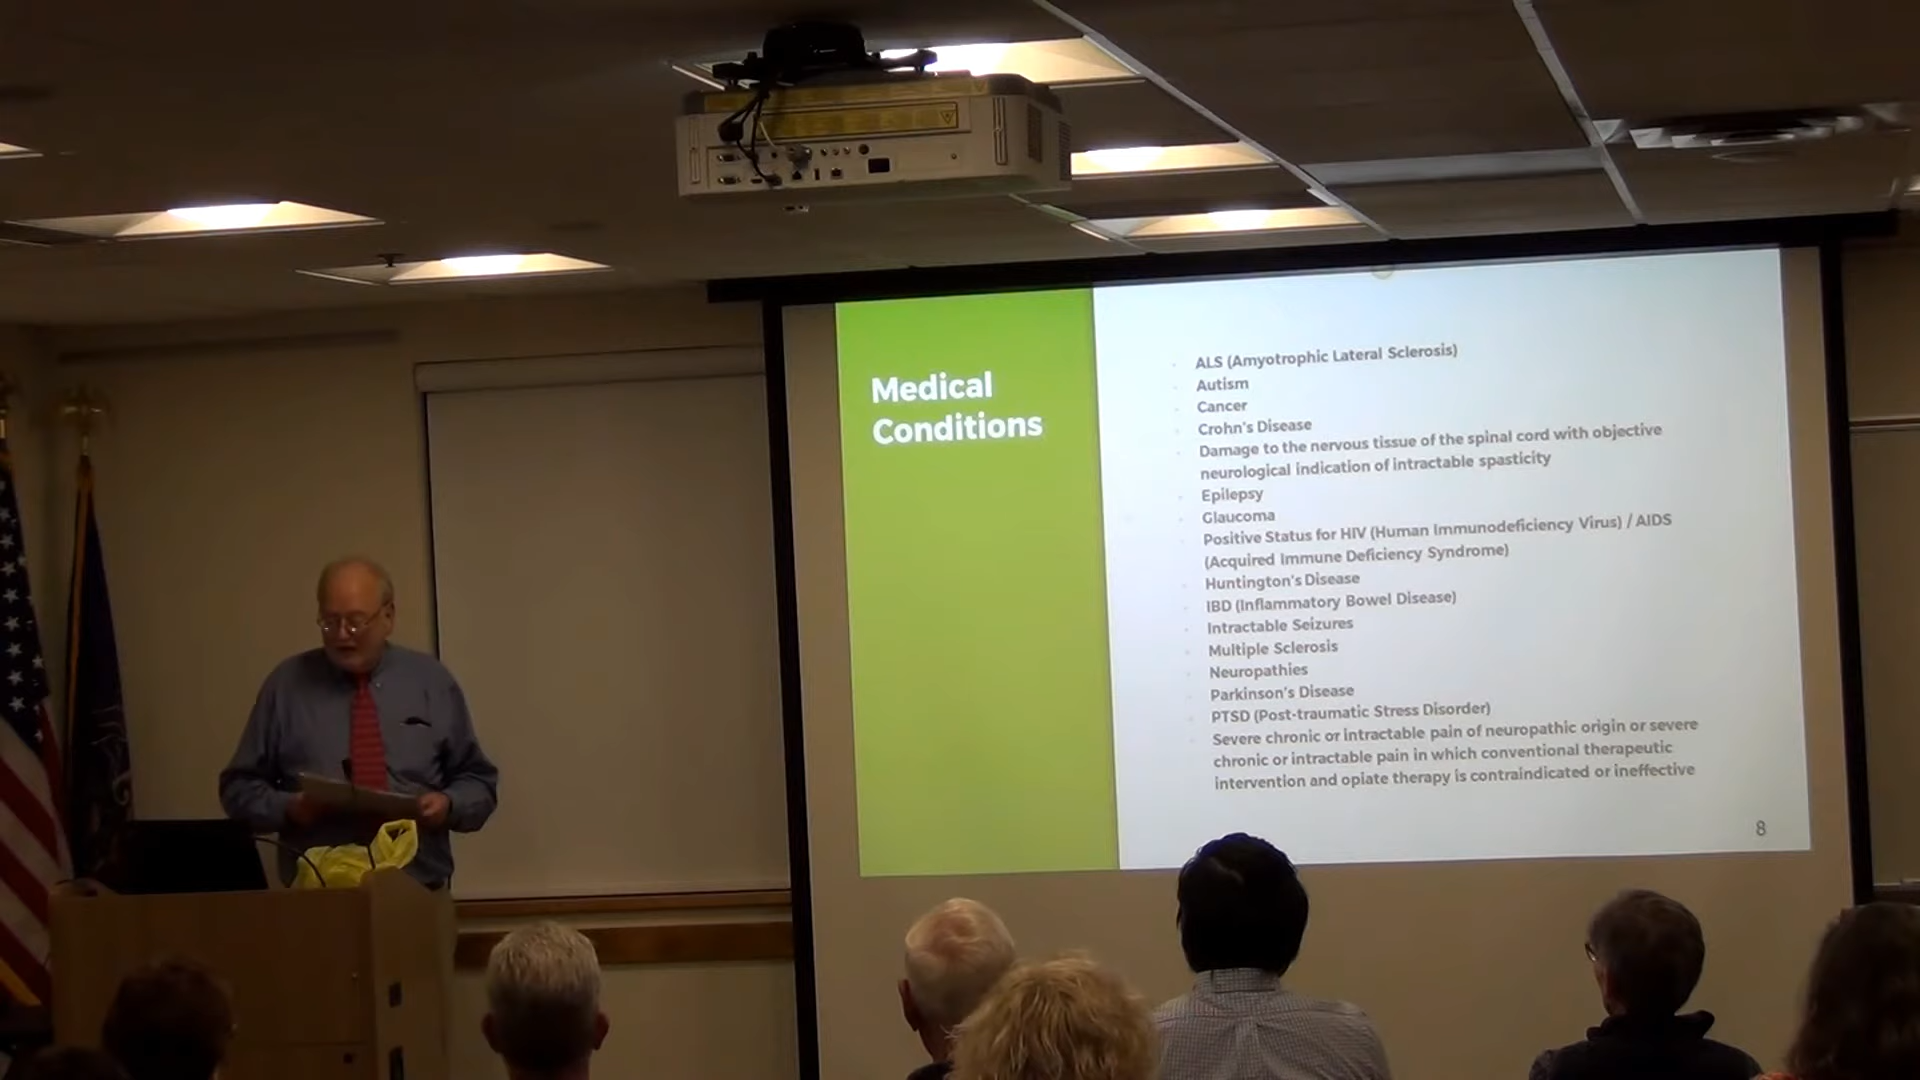 Medical
Conditions
ALS (Amyotrophic Lateral Sclerosis)
Autism
Cancer
Crohn's Disease
Damage to the nervous tissue of the spinal cord with objective
neurological indication of intractable spasticity
Epilepsy
Glaucoma
Positive Status for HIV (Human Immunodeficiency Virus) / AIDS
(Acquired Immune Deficiency Syndrome)
Huntington's Disease
IBD (Inflammatory Bowel Disease)
Intractable Seizures
Multiple Sclerosis
Neuropathies
Parkinson's Disease
PTSD (Post-traumatic Stress Disorder)
Severe chronic or intractable pain of neuropathic origin or severe
chronic or intractable pain in which conventional therapeutic
intervention and opiate therapy is contraindicated or ineffective
8